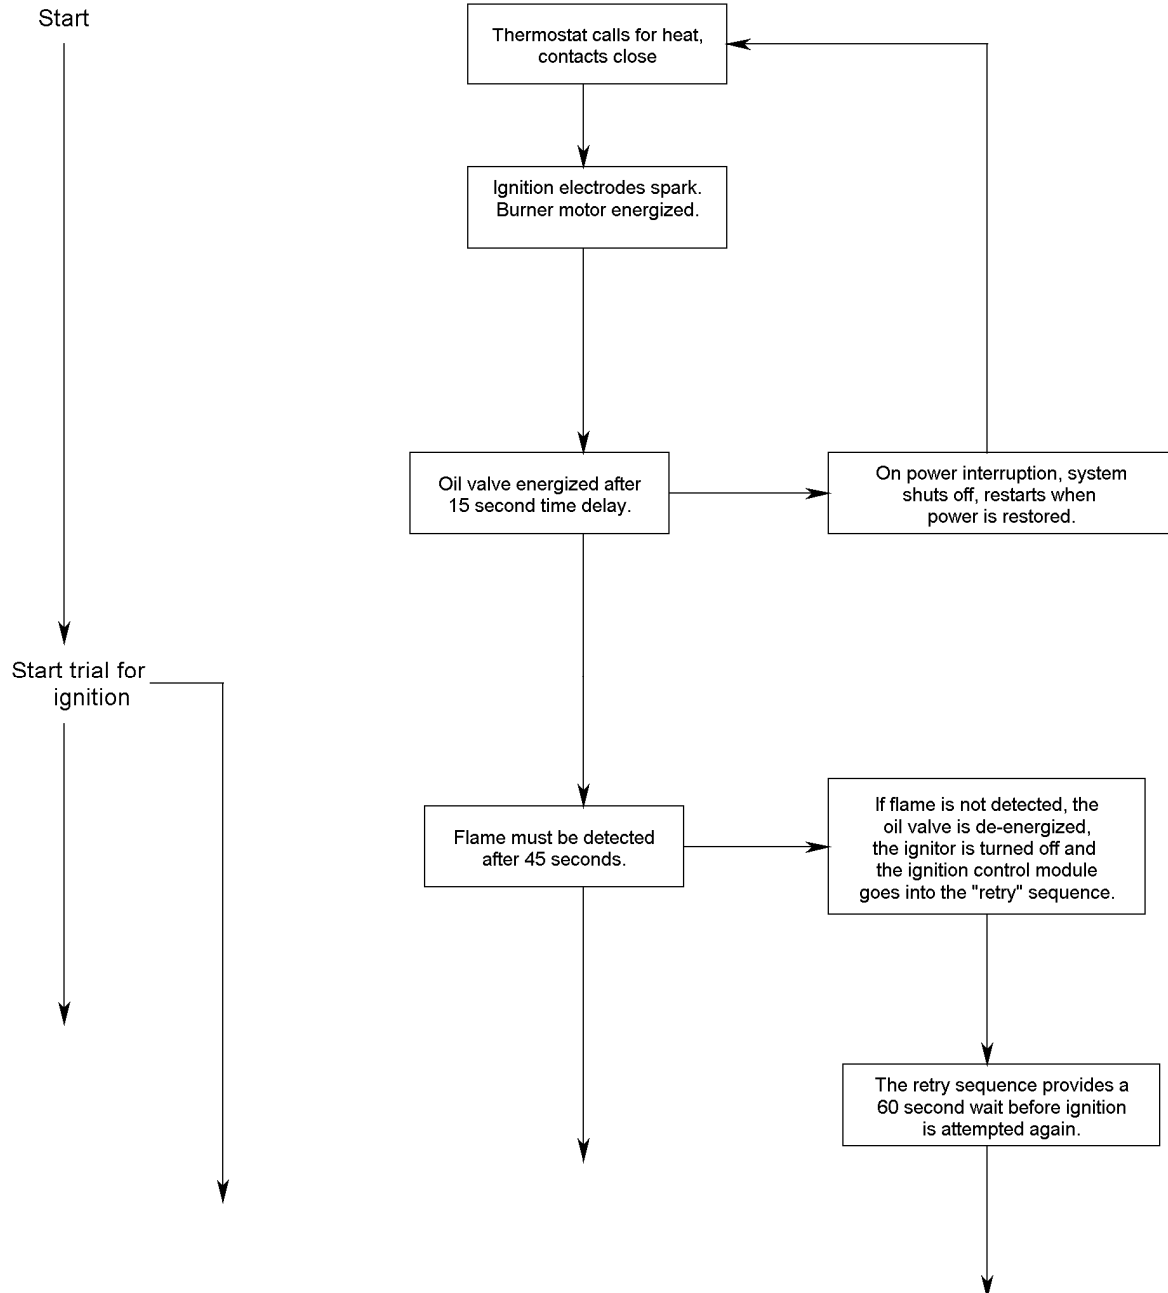 Start
Thermostat calls for heat,
contacts close
Ignition electrodes spark.
Burner motor energized.
Oil valve energized after
15 second time delay.
On power interruption, system
shuts off, restarts when
power is restored.
Start trial for
ignition
Flame must be detected
after 45 seconds.
If flame is not detected, the
oil valve is de-energized,
the ignitor is turned off and
the ignition control module
goes into the "retry" sequence.
The retry sequence provides a
60 second wait before ignition
is attempted again.